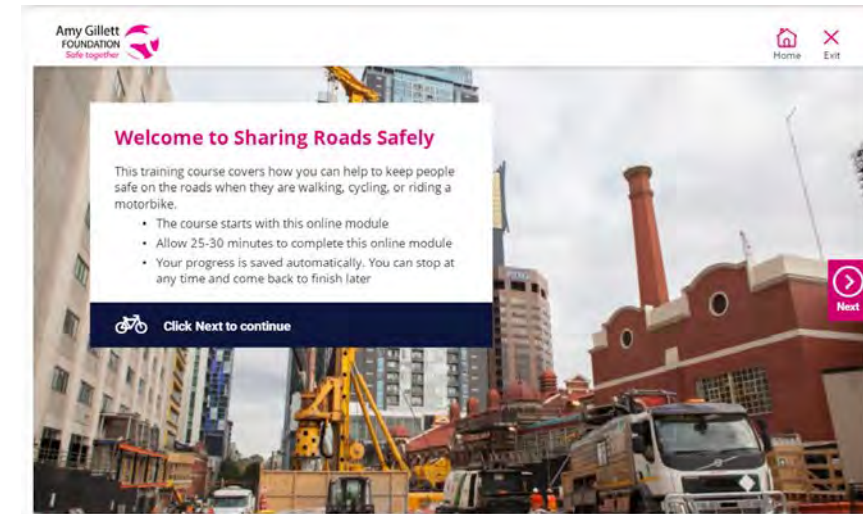 Amy Gillett
FOUNDATION
Safe together
Home
Exit
Welcome to Sharing Roads Safely
This training course covers how you can help to keep people
safe on the roads when they are walking, cycling, or riding a
motorbike.
• The course starts with this online module
• Allow 25-30 minutes to complete this online module
• Your progress is saved automatically. You can stop at
any time and come back to finish later
Click Next to continue
Next